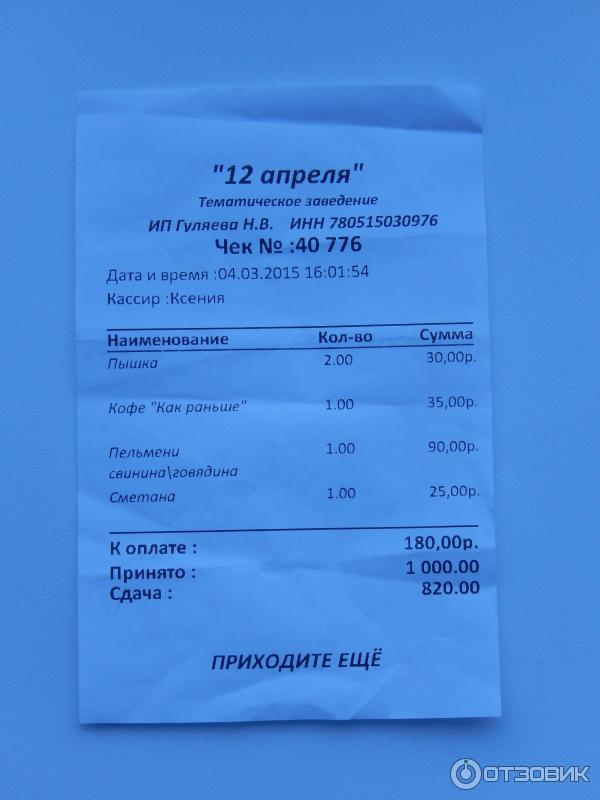 "12 апреля"
Тематическое заведение
ИП Гуляева Н.В. ИНН 780515030976
Чек № :40 776
Дата и время :04.03.2015 16:01:54
Кассир :Ксения
Наименование Кол-во Сумма
Пышка 2.00 30,00р.
Кофе "Как раньше" 1.00 35,00р.
Пельмени 1.00 90,00р.
свинина\говядина
Сметана 1.00 25,00р.
К оплате : 180,00р.
Принято : 1 000.00
Сдача : 820.00
ПРИХОДИТЕ ЕЩЁ
ОТЗОВИК